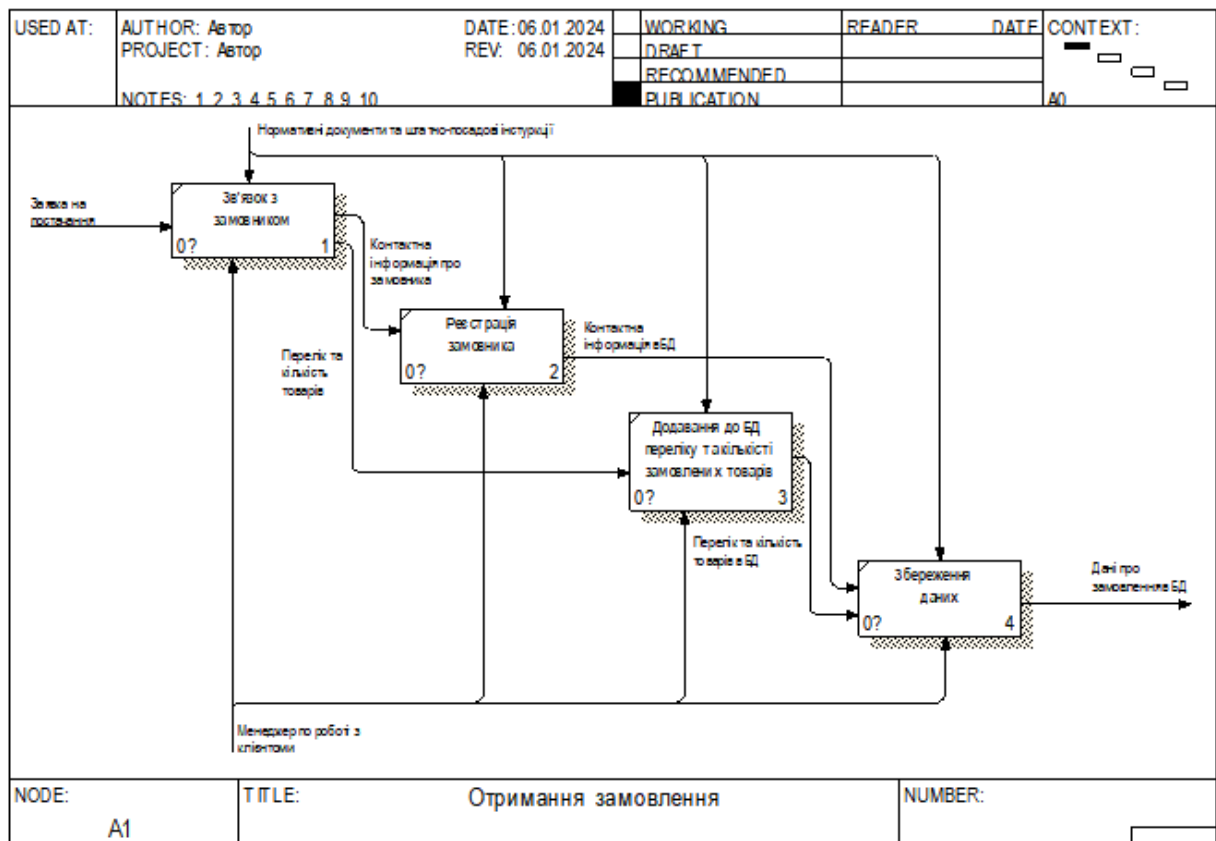 USED AT:
AUTHOR: Автор
DATE: 06.01.2024
WORKING
READER
DATE
CONTEXT:
PROJECT: Автор
REV: 06.01.2024
DRAFT
RECOMMENDED
NOTES: 1 2 3 4 5 6 7 8 9 10
PUBLICATION
A0
Нормативні документи та штатно-посадові інстуркції
Заявка на
постачання
Зв'язок з
замовником
0?
1
Контактна
інформація про
замовника
Реєстрація
замовника
0?
2
Контактна
інформація в БД
Перелік та
кількість
товарів
Додавання до БД
переліку та кількісті
замовлених товарів
0?
3
Перелік та кількість
товарів в БД
Збереження
даних
0?
4
Дані про
замовлення в БД
Менеджер по роботі з
клієнтоми
NODE:
A1
TITLE:
Отримання замовлення
NUMBER: